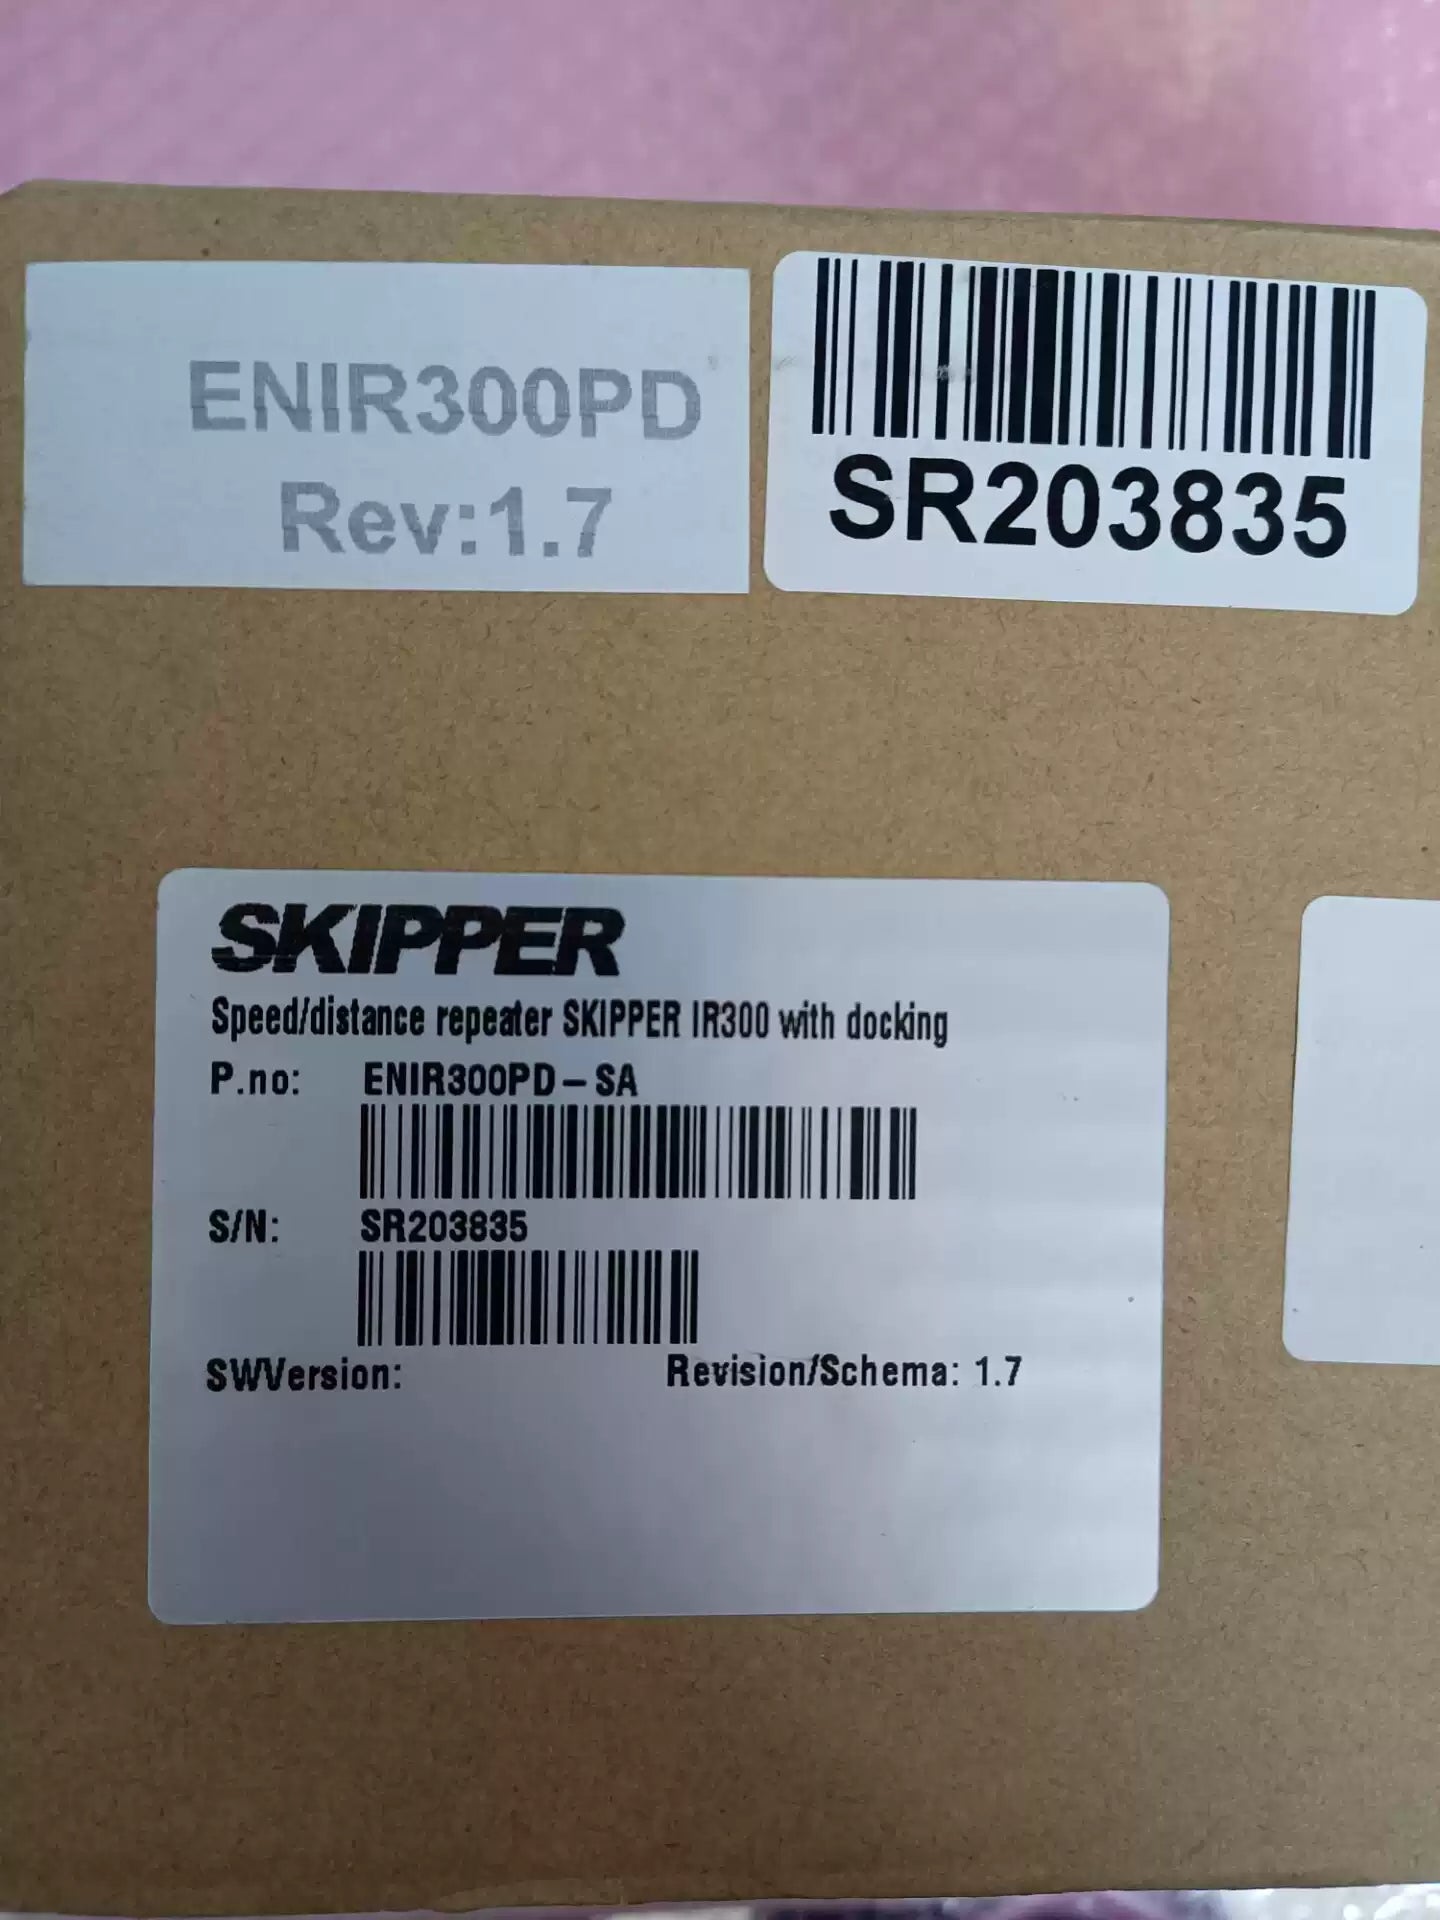 ENIR300PD
Rev:1.7
SR203835
SKIPPER
Speed/distance repeater SKIPPER IR300 with docking
P.no: ENIR300PD-SA
S/N: SR203835
SWVersion: Revision/Schema: 1.7